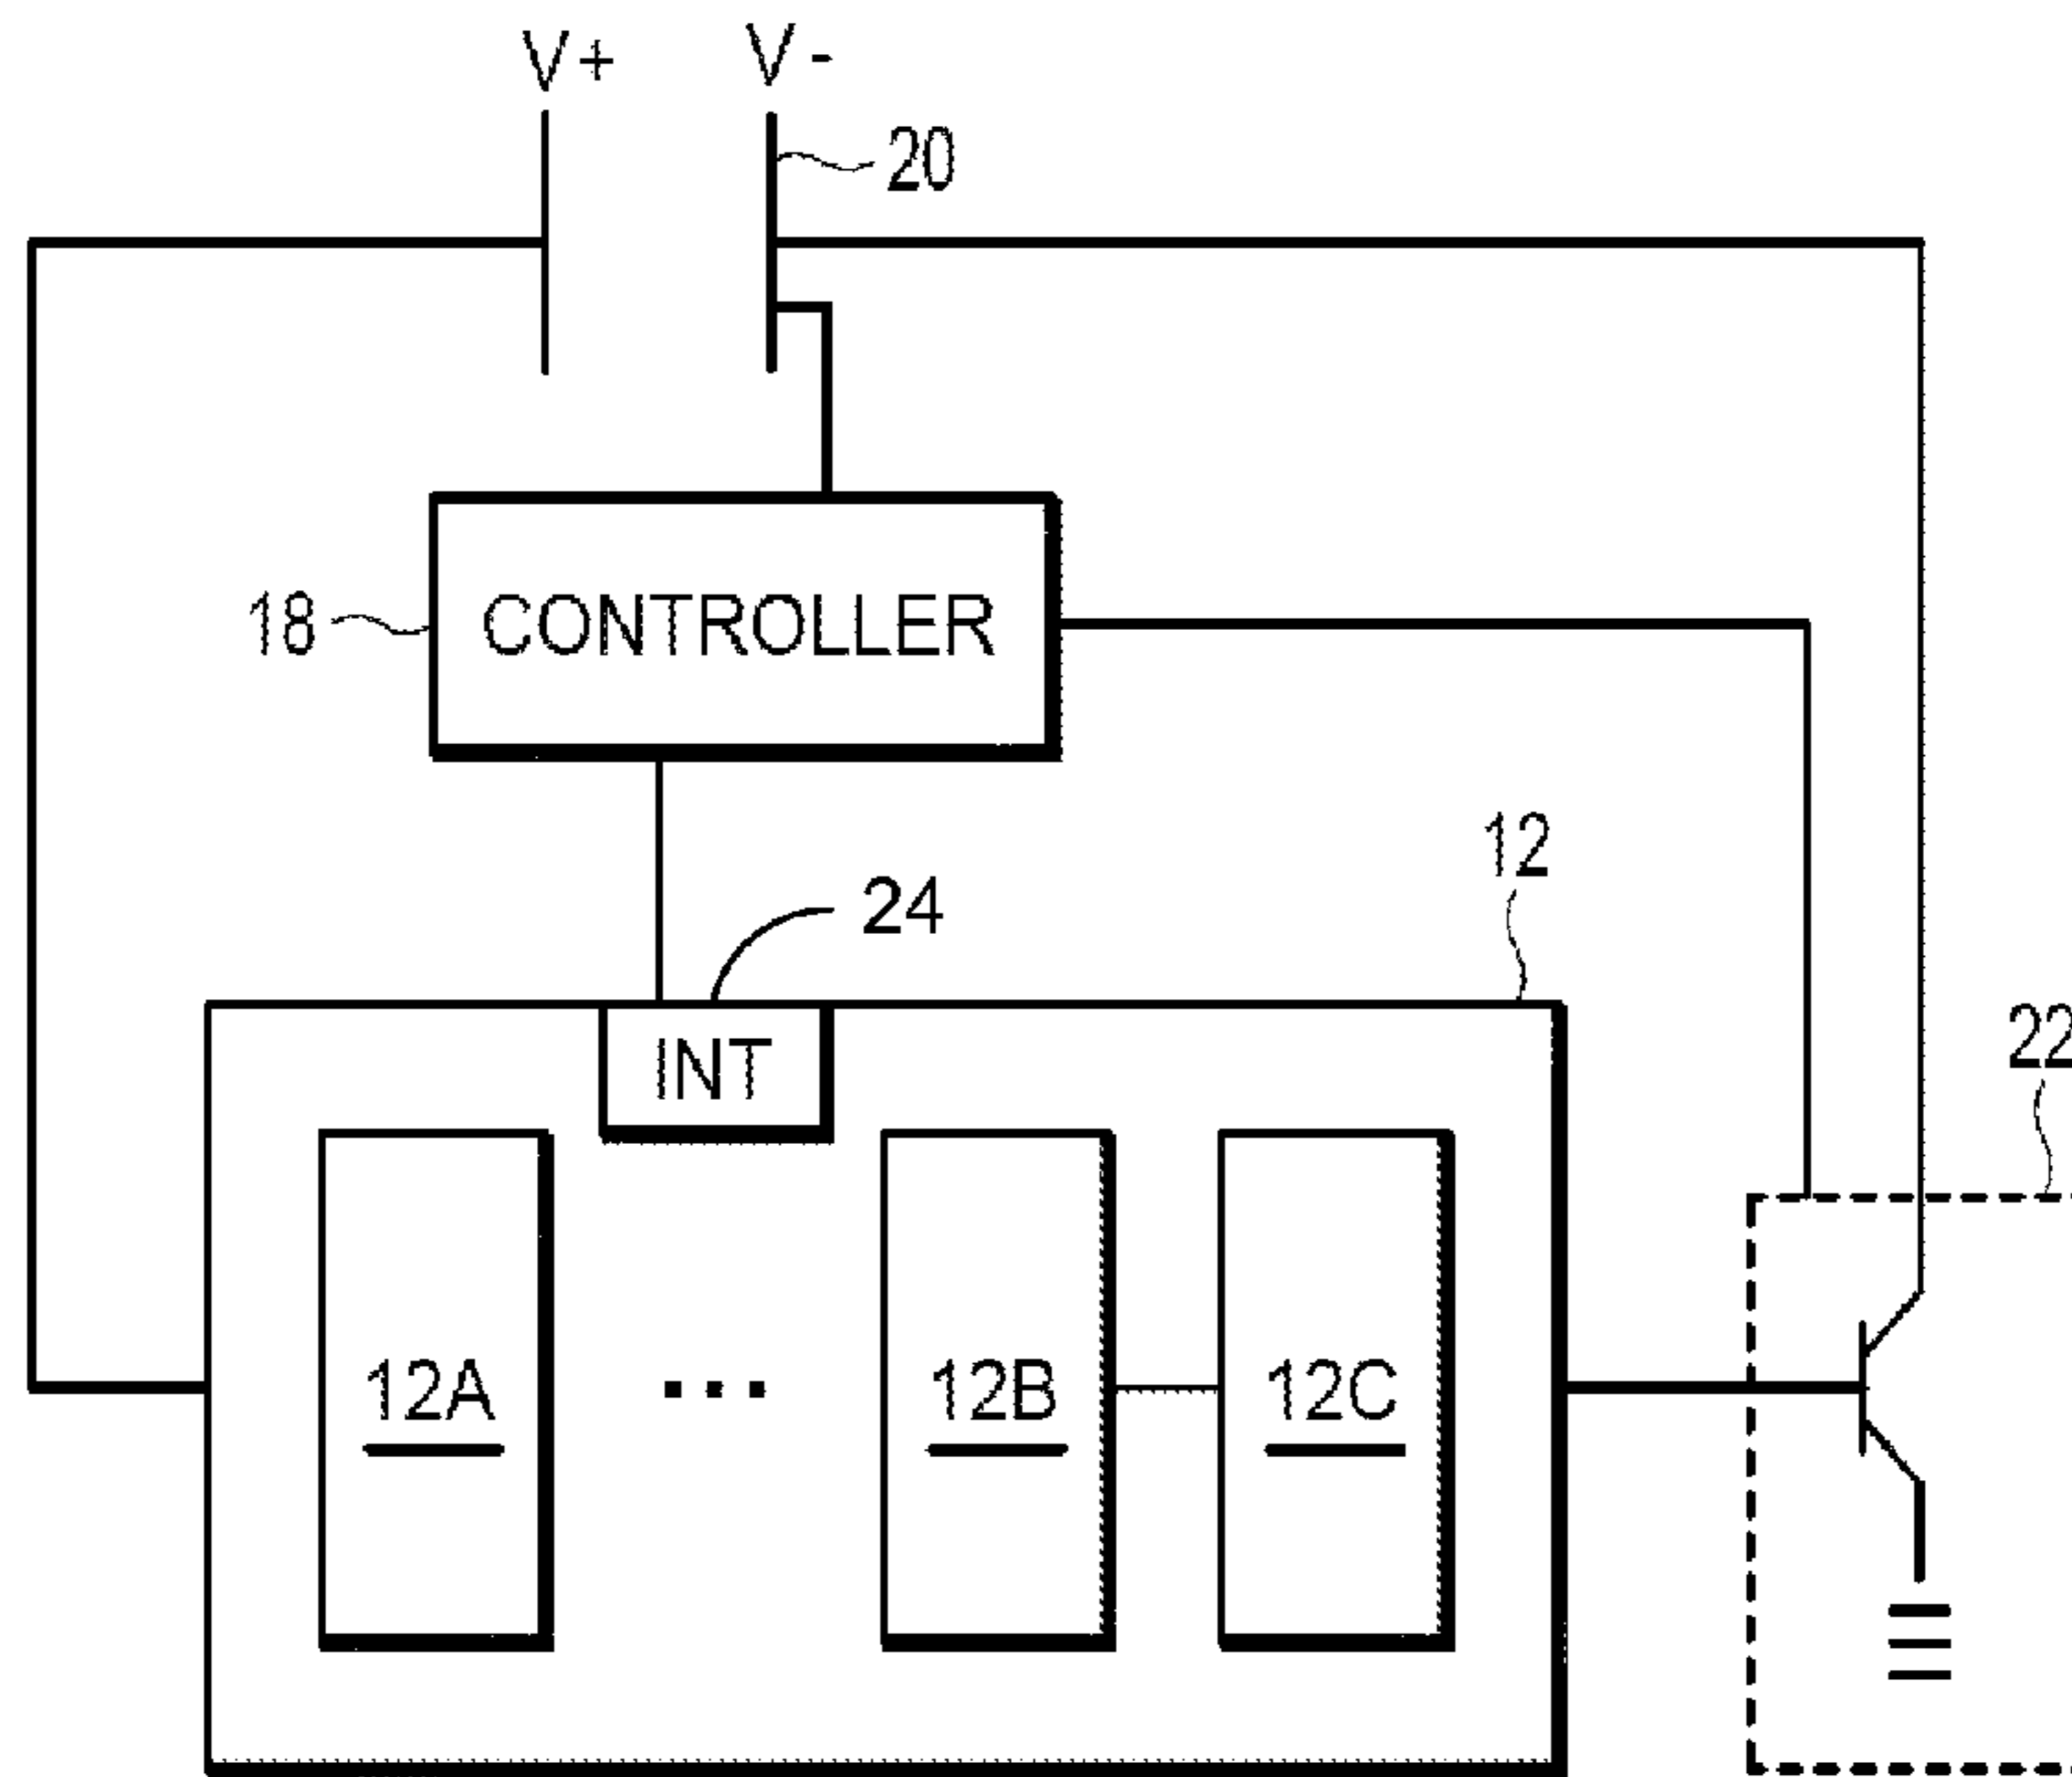 V+ V-
20
18 CONTROLLER
12
24
22
INT
12A ... 12B 12C